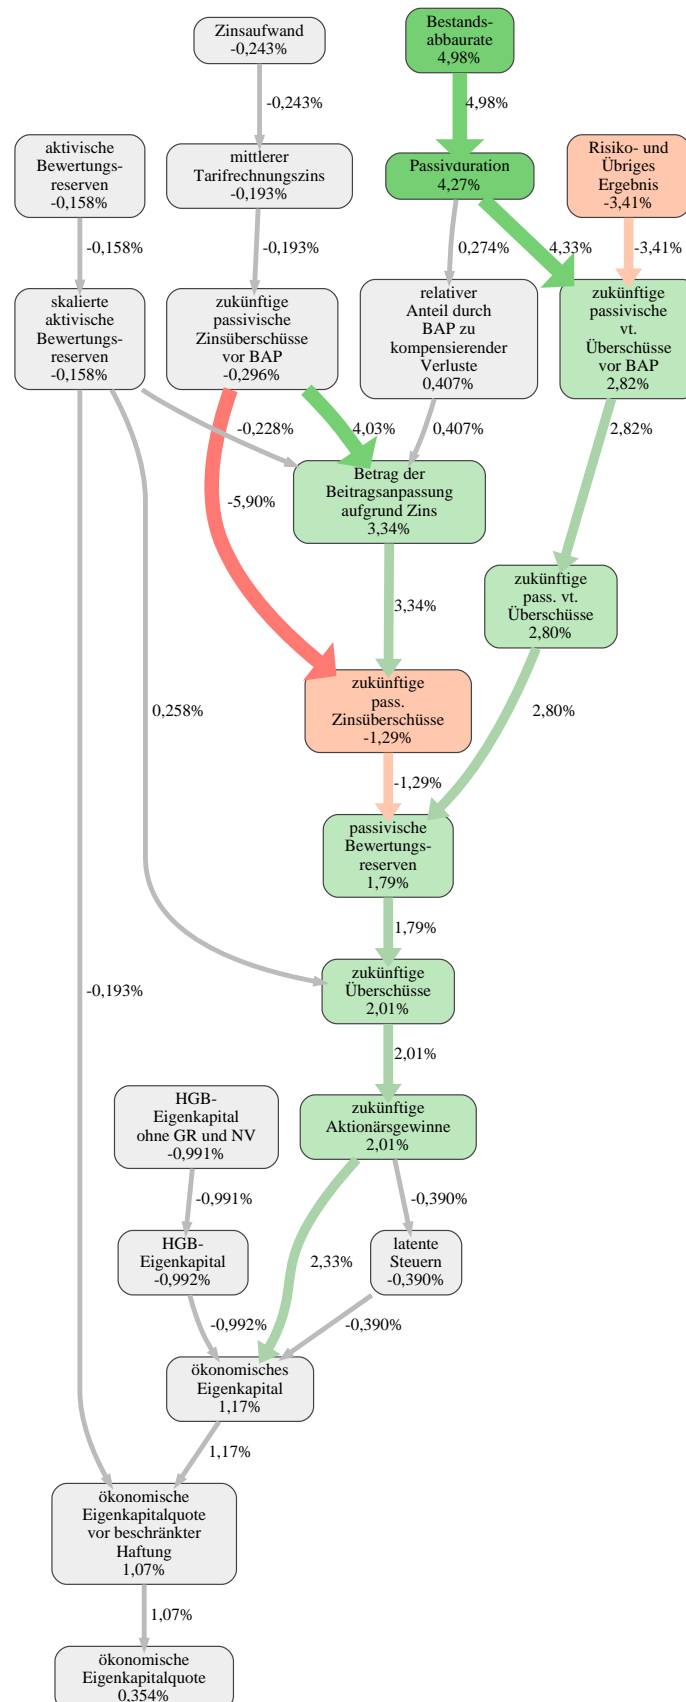 Zinsaufwand
-0,243%
Bestands-
abbaurate
4,98%
-0,243%
4,98%
aktivische
Bewertungs-
reserven
-0,158%
mittlerer
Tarifrechnungszins
-0,193%
Passivduration
4,27%
Risiko- und
Übriges
Ergebnis
-3,41%
-0,158%
-0,193%
0,274%
4,33%
-3,41%
skalierte
aktivische
Bewertungs-
reserven
-0,158%
zukünftige
passivische
Zinsüberschüsse
vor BAP
-0,296%
relativer
Anteil durch
BAP zu
kompensierender
Verluste
0,407%
zukünftige
passivische
vt.
Überschüsse
vor BAP
2,82%
-0,228%
4,03%
0,407%
2,82%
Betrag der
Beitragsanpassung
aufgrund Zins
3,34%
-5,90%
3,34%
zukünftige
pass. vt.
Überschüsse
2,80%
zukünftige
pass.
Zinsüberschüsse
-1,29%
0,258%
2,80%
-1,29%
passivische
Bewertungs-
reserven
1,79%
1,79%
zukünftige
Überschüsse
2,01%
-0,193%
2,01%
zukünftige
Aktionärsgewinne
2,01%
HGB-
Eigenkapital
ohne GR und NV
-0,991%
-0,991%
2,33%
-0,390%
HGB-
Eigenkapital
-0,992%
latente
Steuern
-0,390%
-0,992%
-0,390%
ökonomisches
Eigenkapital
1,17%
1,17%
ökonomische
Eigenkapitalquote
vor beschränkter
Haftung
1,07%
1,07%
ökonomische
Eigenkapitalquote
0,354%